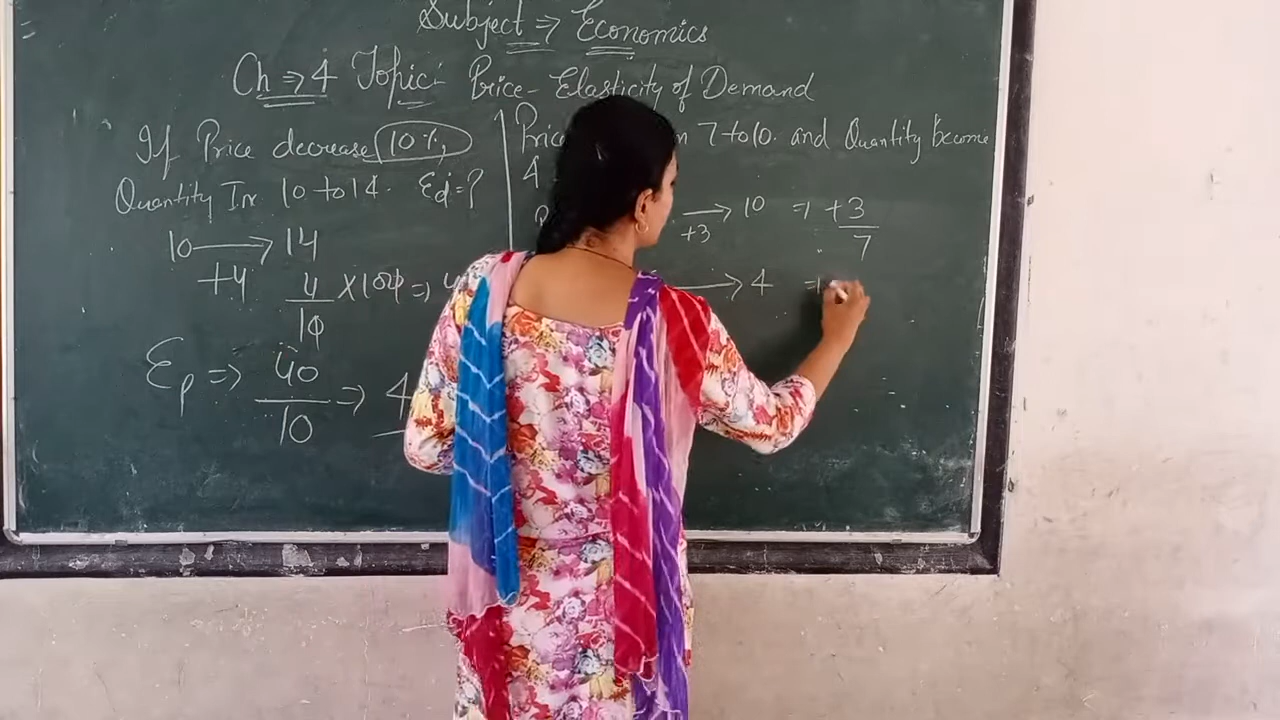 Subject ⇒ Economics
Ch ⇒ 4 Topic:- Price - Elasticity of Demand
If Price decrease 10%,
Quantity In 10 to 14. Ed = ?
10 → 14
+4
4/10 × 100 ⇒
Ep ⇒ 40/10 ⇒ 4
7 to 10. and Quantity become
4
→ 10 ⇒ +3/7
+3
→ 4 ⇒